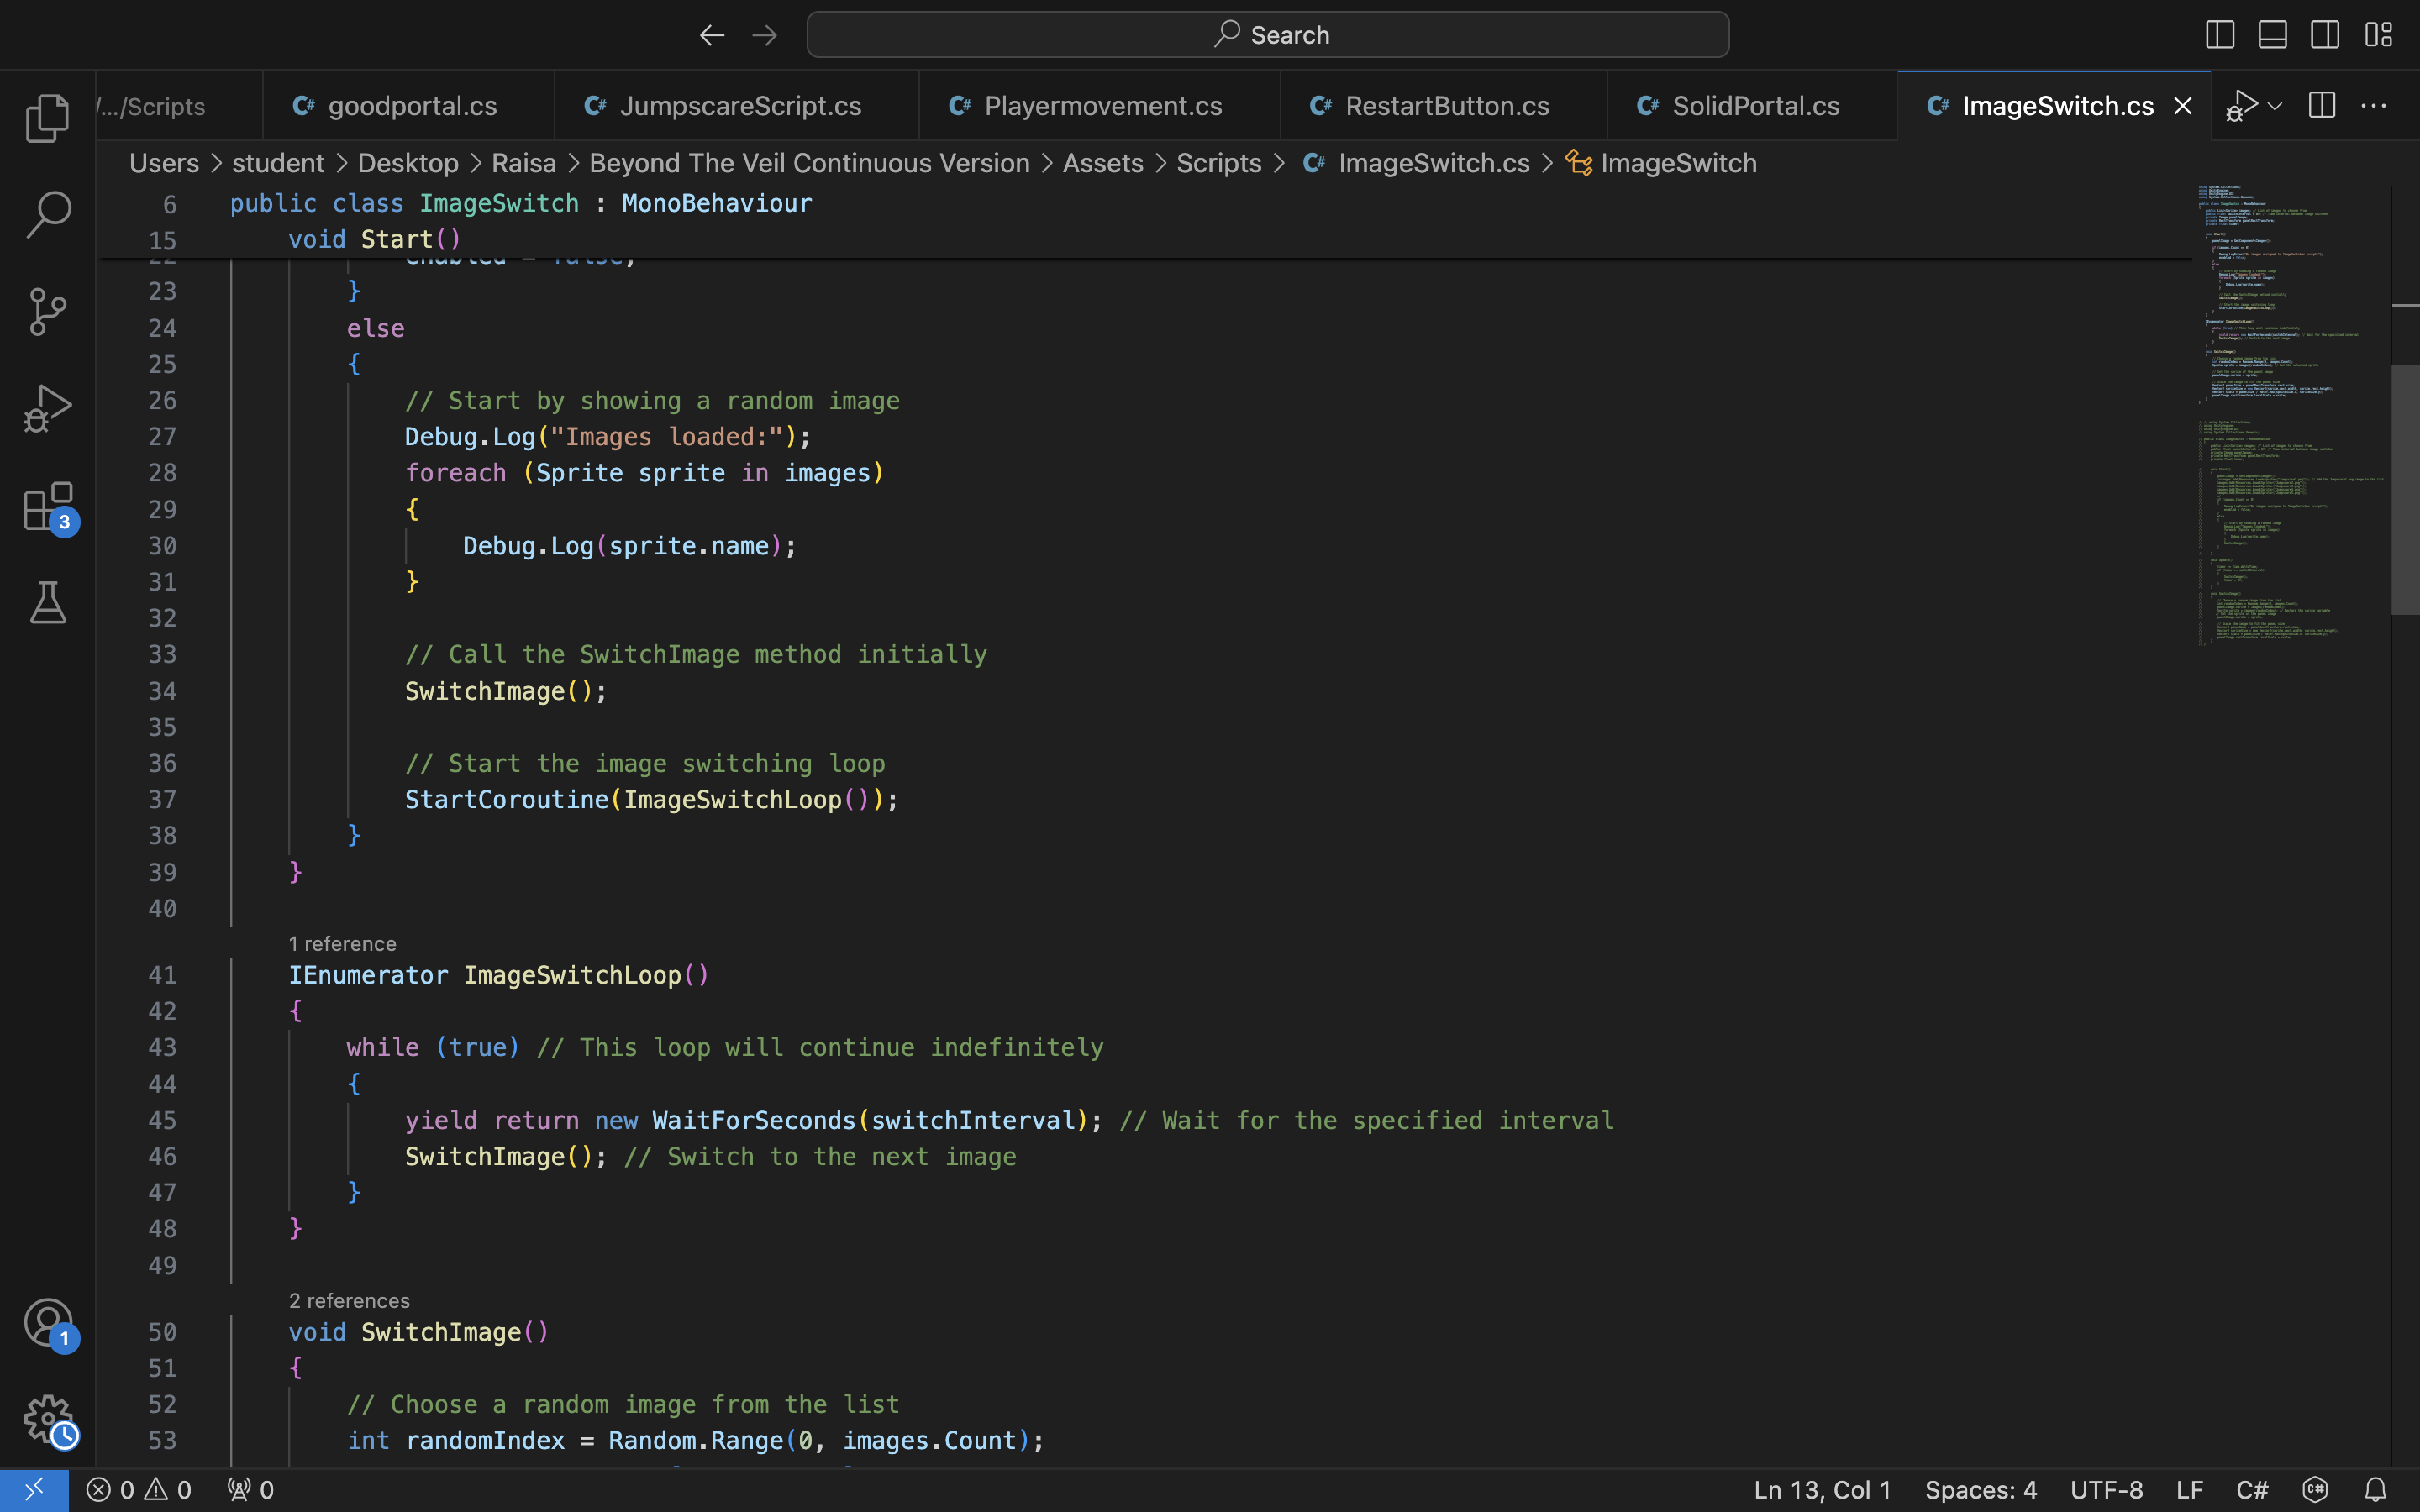 Search
/.../Scripts
goodportal.cs
JumpscareScript.cs
Playermovement.cs
RestartButton.cs
SolidPortal.cs
ImageSwitch.cs
Users > student > Desktop > Raisa > Beyond The Veil Continuous Version > Assets > Scripts > ImageSwitch.cs > ImageSwitch
6 public class ImageSwitch : MonoBehaviour
15 void Start()
22 enabled = false;
23 }
24 else
25 {
26 // Start by showing a random image
27 Debug.Log("Images loaded:");
28 foreach (Sprite sprite in images)
29 {
30 Debug.Log(sprite.name);
31 }
32
33 // Call the SwitchImage method initially
34 SwitchImage();
35
36 // Start the image switching loop
37 StartCoroutine(ImageSwitchLoop());
38 }
39 }
40
1 reference
41 IEnumerator ImageSwitchLoop()
42 {
43 while (true) // This loop will continue indefinitely
44 {
45 yield return new WaitForSeconds(switchInterval); // Wait for the specified interval
46 SwitchImage(); // Switch to the next image
47 }
48 }
49
2 references
50 void SwitchImage()
51 {
52 // Choose a random image from the list
53 int randomIndex = Random.Range(0, images.Count);
3
1
0 0 0
Ln 13, Col 1 Spaces: 4 UTF-8 LF C#